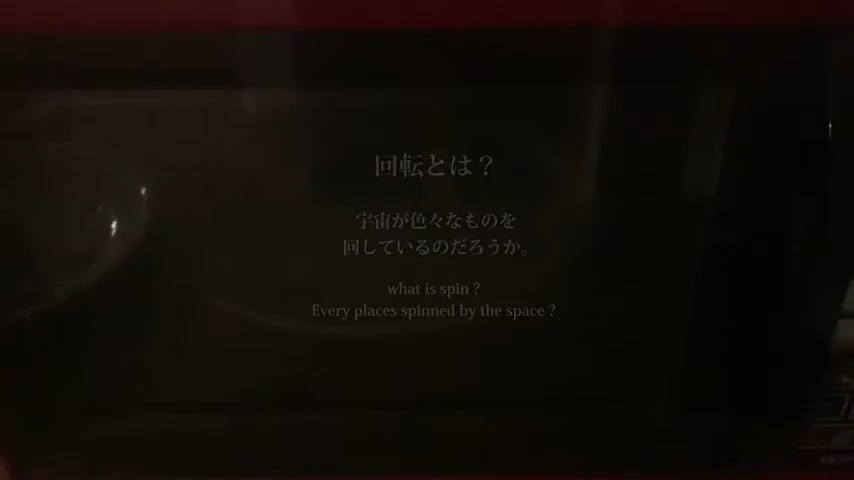 回転とは？
宇宙が色々なものを
回しているのだろうか。
what is spin ?
Every places spinned by the space ?